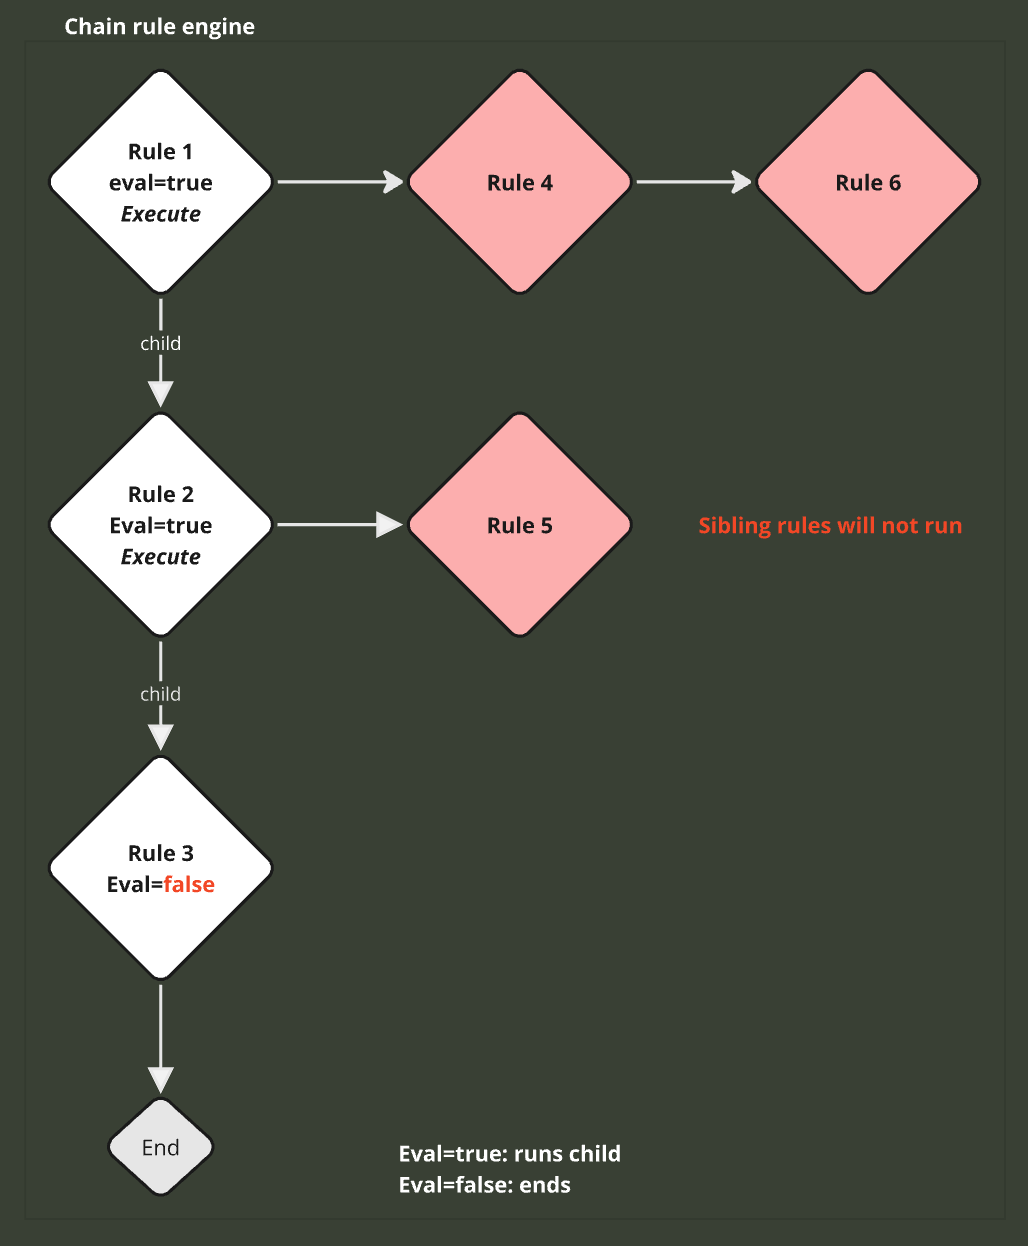 Chain rule engine
Rule 1
eval=true
Execute
Rule 4
Rule 6
child
Rule 2
Eval=true
Execute
Rule 5
Sibling rules will not run
child
Rule 3
Eval=false
End
Eval=true: runs child
Eval=false: ends